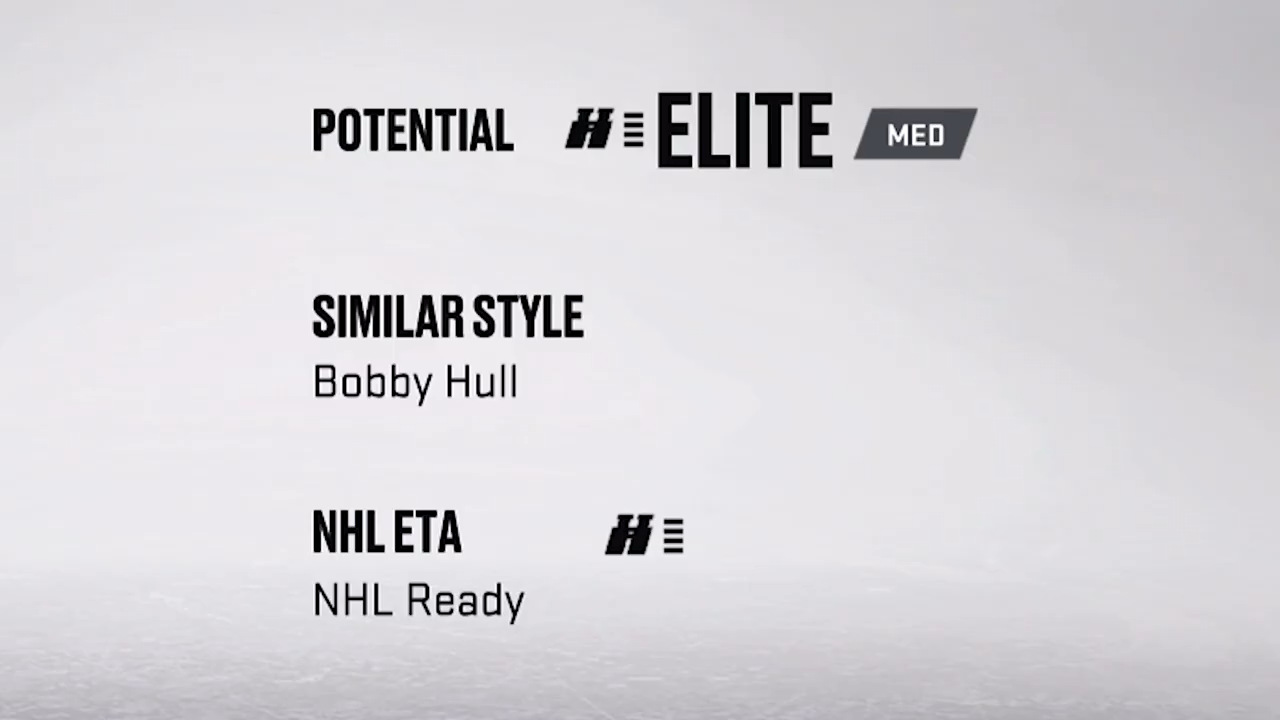 POTENTIAL ELITE MED
SIMILAR STYLE
Bobby Hull
NHL ETA
NHL Ready